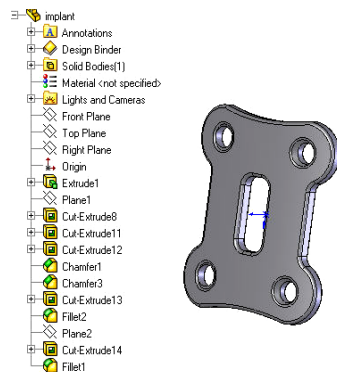 implant
Annotations
Design Binder
Solid Bodies(1)
Material <not specified>
Lights and Cameras
Front Plane
Top Plane
Right Plane
Origin
Extrude1
Plane1
Cut-Extrude8
Cut-Extrude11
Cut-Extrude12
Chamfer1
Chamfer3
Cut-Extrude13
Fillet2
Plane2
Cut-Extrude14
Fillet1